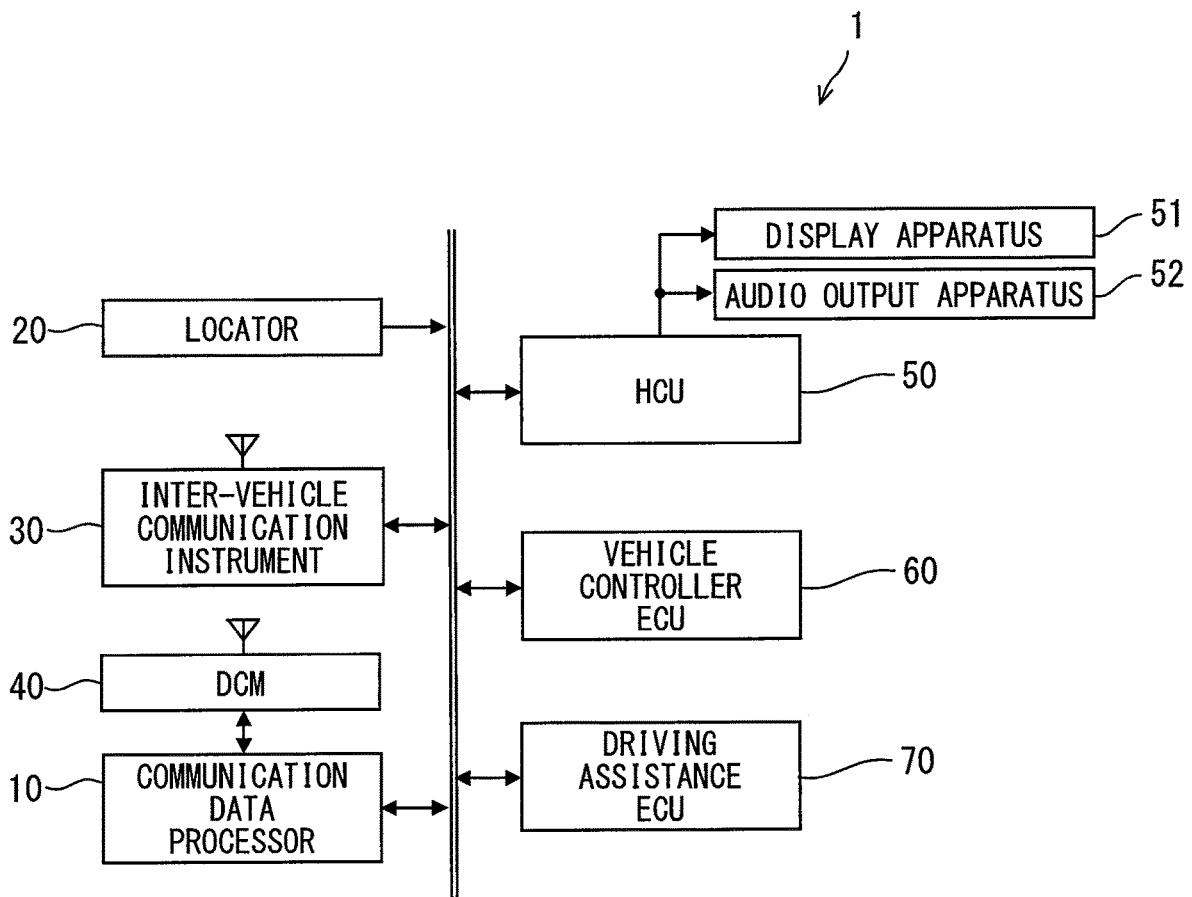 1
DISPLAY APPARATUS
51
AUDIO OUTPUT APPARATUS
52
20
LOCATOR
HCU
50
30
INTER-VEHICLE
COMMUNICATION
INSTRUMENT
VEHICLE
CONTROLLER
ECU
60
40
DCM
10
COMMUNICATION
DATA
PROCESSOR
DRIVING
ASSISTANCE
ECU
70